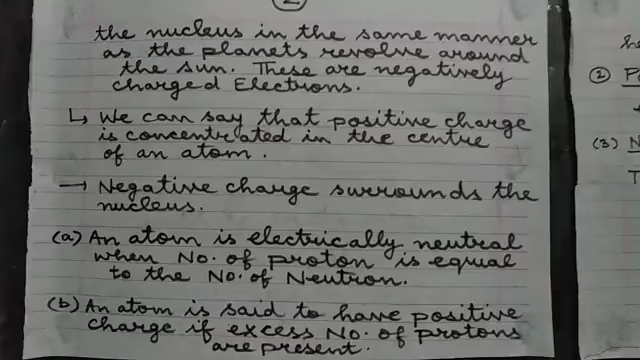 2
the nucleus in the same manner
as the planets revolve around
the sun. These are negatively
charged Electrons.
↳ We can say that positive charge
is concentrated in the centre
of an atom.
→ Negative charge surrounds the
nucleus.
(a) An atom is electrically neutral
when No. of proton is equal
to the No. of Neutron.
(b) An atom is said to have positive
charge if excess No. of protons
are present.
②
(3)